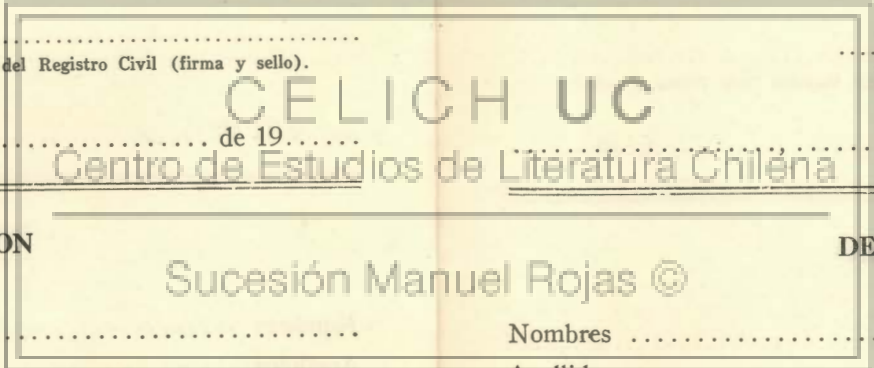 del Registro Civil (firma y sello).
CELICH UC
de 19
Centro de Estudios de Literatura Chilena
ON
DE
Sucesión Manuel Rojas ©
Nombres